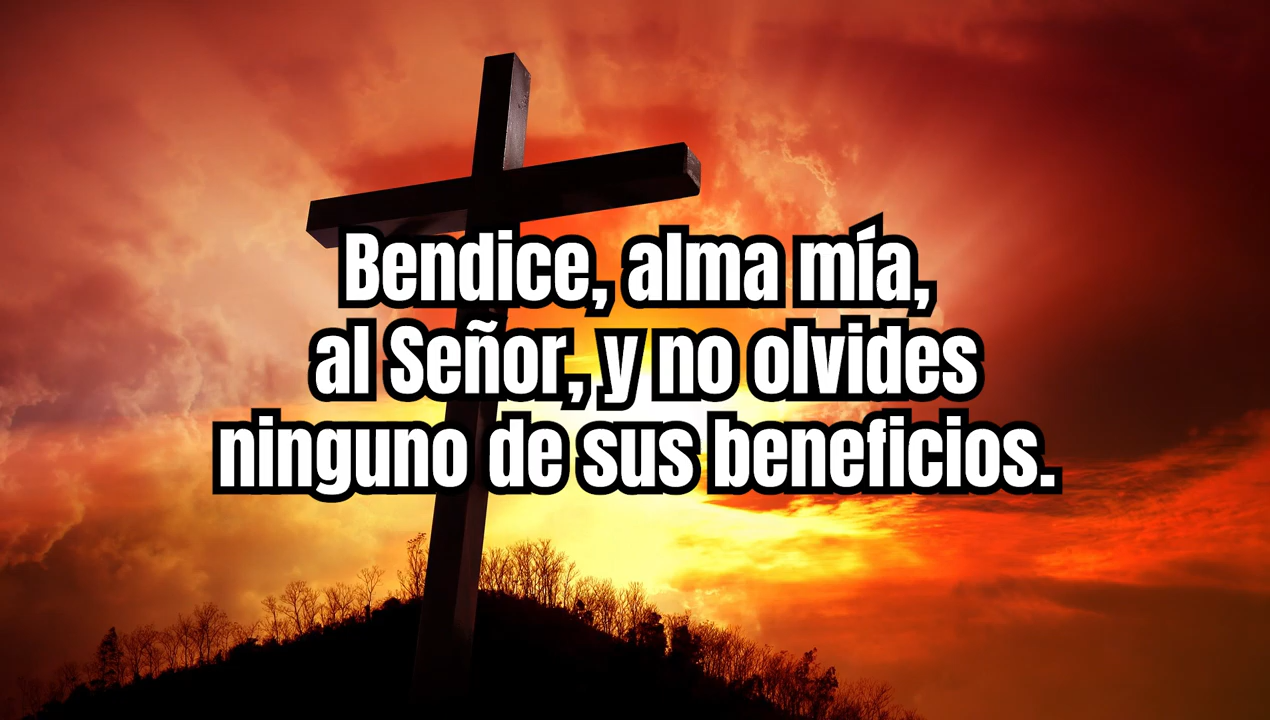 Bendice, alma mía,
al Señor, y no olvides
ninguno de sus beneficios.